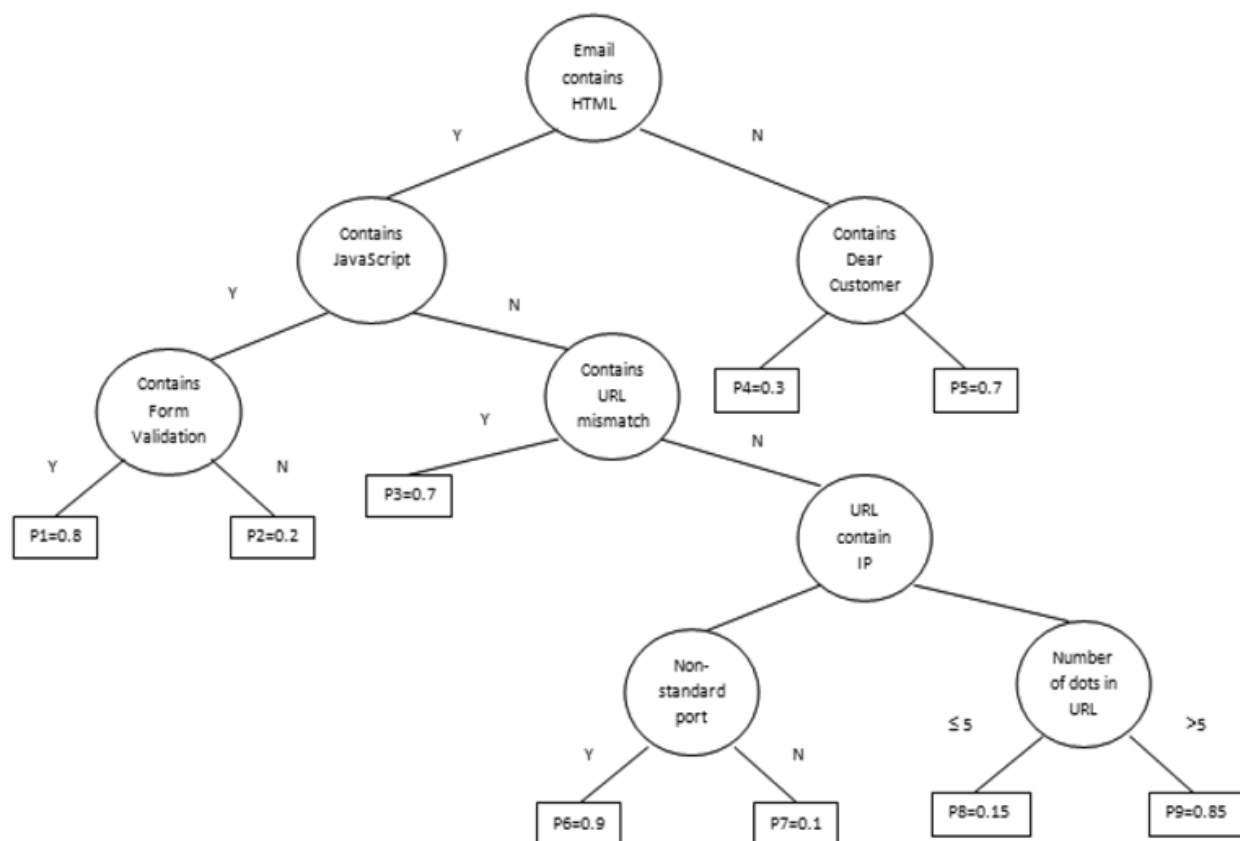 Email
contains
HTML
Y
N
Contains
JavaScript
Contains
Dear
Customer
Y
N
Contains
Form
Validation
Contains
URL
mismatch
P4=0.3
P5=0.7
Y
N
Y
N
P3=0.7
P1=0.8
P2=0.2
URL
contain
IP
Non-
standard
port
Number
of dots in
URL
≤ 5
>5
Y
N
P6=0.9
P7=0.1
P8=0.15
P9=0.85